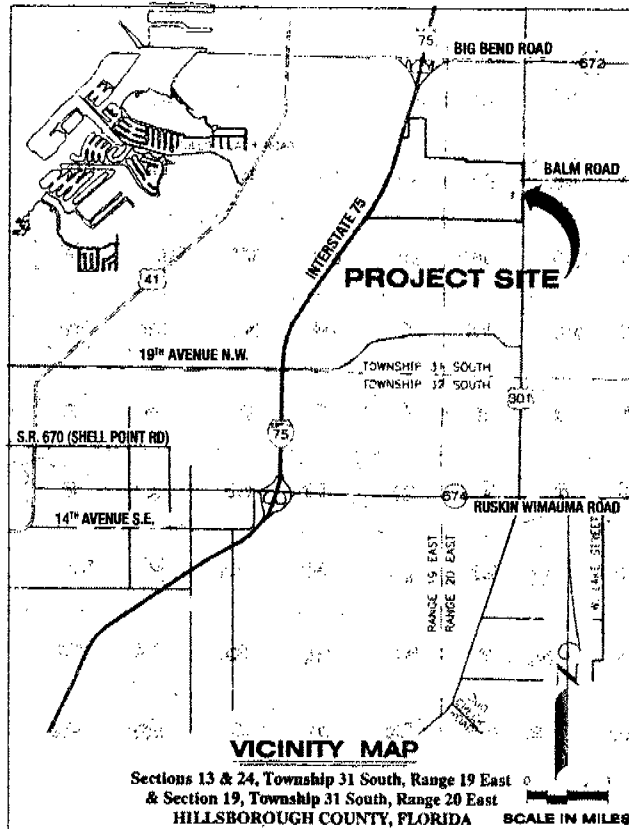 75
BIG BEND ROAD
672
BALM ROAD
INTERSTATE 75
PROJECT SITE
41
19TH AVENUE N.W.
TOWNSHIP 31 SOUTH
TOWNSHIP 32 SOUTH
301
S.R. 670 (SHELL POINT RD)
75
674
RUSKIN WIMAUMA ROAD
14TH AVENUE S.E.
RANGE 19 EAST
RANGE 20 EAST
W. LAKE STREET
VICINITY MAP
Sections 13 & 24, Township 31 South, Range 19 East
& Section 19, Township 31 South, Range 20 East
HILLSBOROUGH COUNTY, FLORIDA
SCALE IN MILES